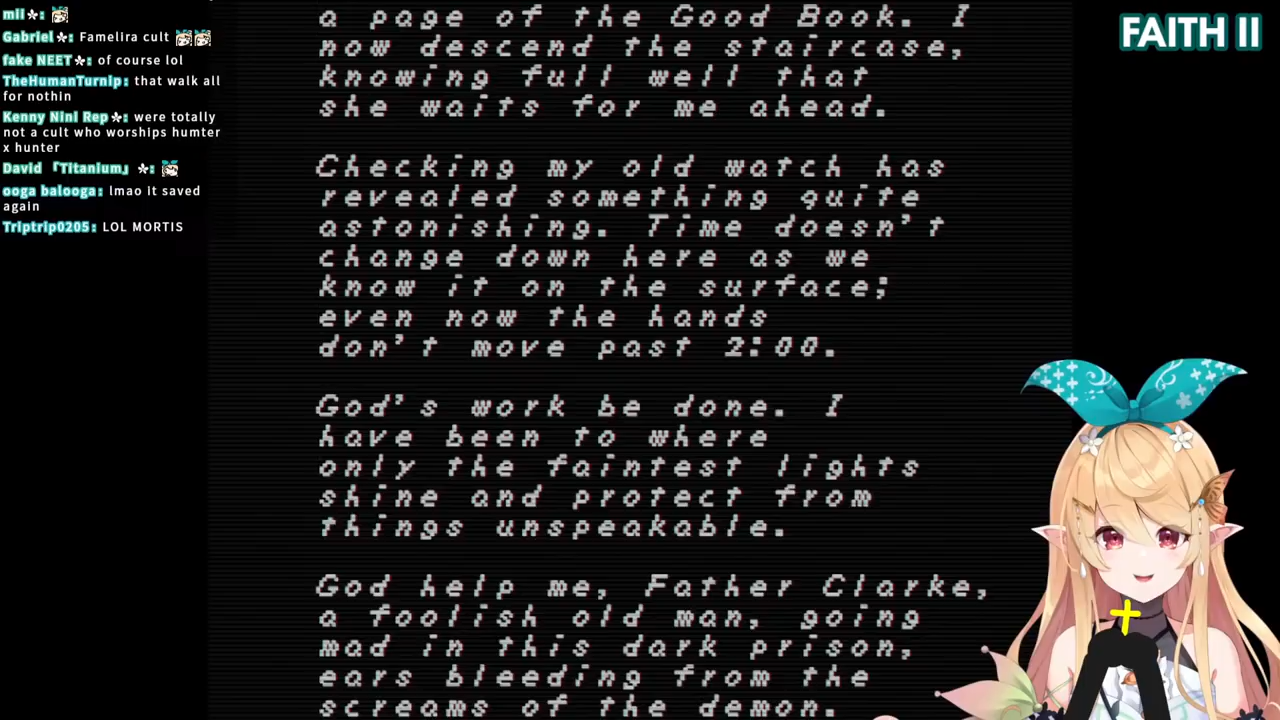 mii: 
Gabriel: Famelira cult
fake NEET: of course lol
TheHumanTurnip: that walk all
for nothin
Kenny Nini Rep: were totally
not a cult who worships humter
x hunter
David 「Titanium」 :
ooga balooga: lmao it saved
again
Triptrip0205: LOL MORTIS
a page of the Good Book. I
now descend the staircase,
knowing full well that
she waits for me ahead.
Checking my old watch has
revealed something quite
astonishing. Time doesn't
change down here as we
know it on the surface;
even now the hands
don't move past 2:00.
God's work be done. I
have been to where
only the faintest lights
shine and protect from
things unspeakable.
God help me, Father Clarke,
a foolish old man, going
mad in this dark prison,
ears bleeding from the
screams of the demon.
FAITH II